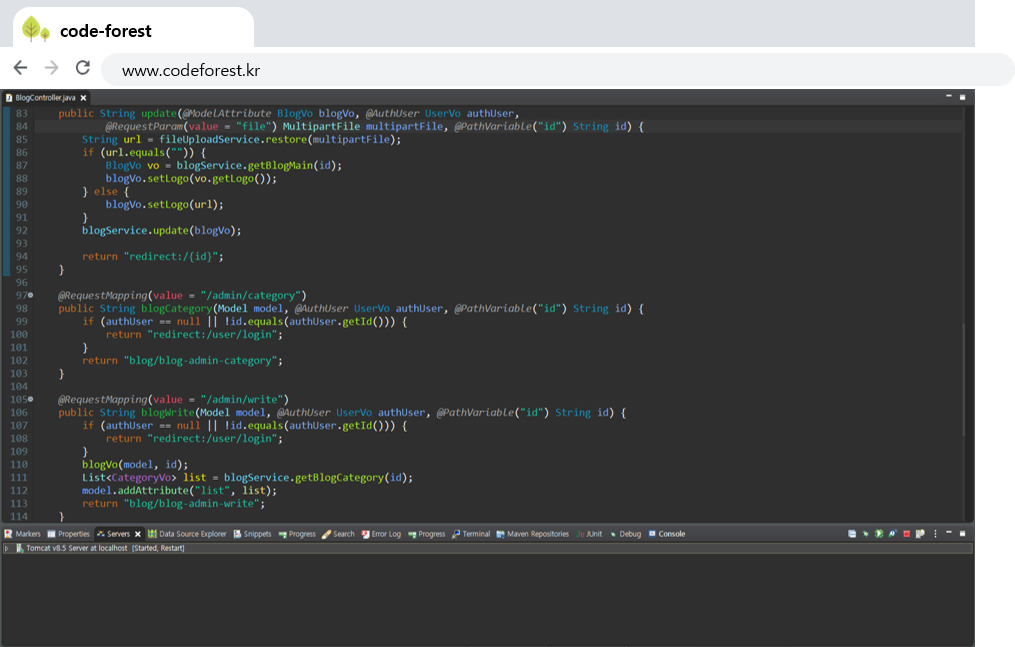 code-forest
www.codeforest.kr
BlogController.java
83 public String update(@ModelAttribute BlogVo blogVo, @AuthUser UserVo authUser,
84 @RequestParam(value = "file") MultipartFile multipartFile, @PathVariable("id") String id) {
85 String url = fileUploadService.restore(multipartFile);
86 if (url.equals("")) {
87 BlogVo vo = blogService.getBlogMain(id);
88 blogVo.setLogo(vo.getLogo());
89 } else {
90 blogVo.setLogo(url);
91 }
92 blogService.update(blogVo);
93
94 return "redirect:/{id}";
95 }
96
97 @RequestMapping(value = "/admin/category")
98 public String blogCategory(Model model, @AuthUser UserVo authUser, @PathVariable("id") String id) {
99 if (authUser == null || !id.equals(authUser.getId())) {
100 return "redirect:/user/login";
101 }
102 return "blog/blog-admin-category";
103 }
104
105 @RequestMapping(value = "/admin/write")
106 public String blogWrite(Model model, @AuthUser UserVo authUser, @PathVariable("id") String id) {
107 if (authUser == null || !id.equals(authUser.getId())) {
108 return "redirect:/user/login";
109 }
110 blogVo(model, id);
111 List<CategoryVo> list = blogService.getBlogCategory(id);
112 model.addAttribute("list", list);
113 return "blog/blog-admin-write";
114 }
Markers Properties Servers Data Source Explorer Snippets Progress Search Error Log Progress Terminal Maven Repositories JUnit Debug Console
Tomcat v8.5 Server at localhost [Started, Restart]